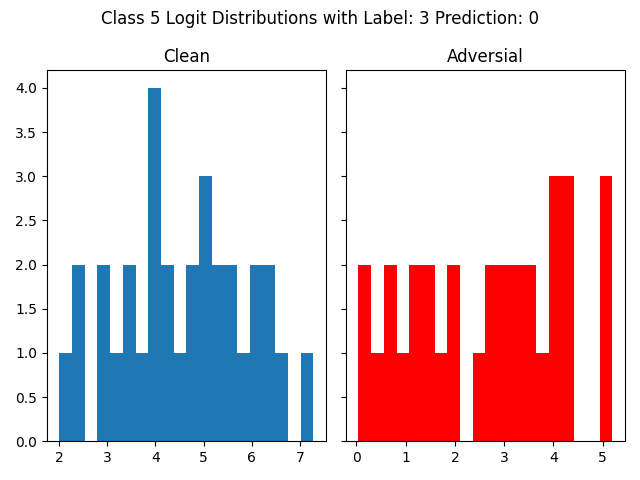 Class 5 Logit Distributions with Label: 3 Prediction: 0
Clean
Adversial
4.0
3.5
3.0
2.5
2.0
1.5
1.0
0.5
0.0
2 3 4 5 6 7
0 1 2 3 4 5